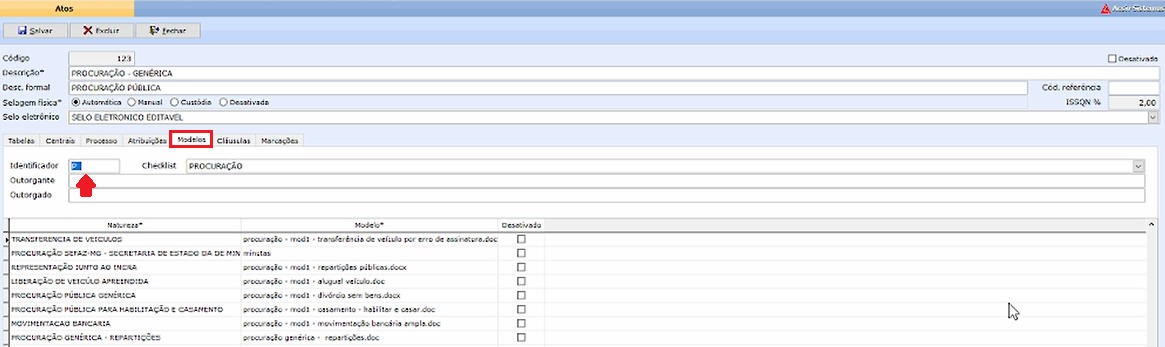 Atos
Accio Sistemas
Salvar Excluir Fechar
Código 123 Desativado
Descrição* PROCURAÇÃO - GENÉRICA
Desc. formal PROCURAÇÃO PÚBLICA Cód. referência
Selagem física* Automática Manual Custódia Desativada ISSQN % 2,00
Selo eletrônico SELO ELETRONICO EDITAVEL
Tabelas Centrais Processo Atribuições Modelos Cláusulas Marcações
Identificador P Checklist PROCURAÇÃO
Outorgante
Outorgado
Natureza* Modelo* Desativado
TRANSFERENCIA DE VEICULOS procuração - mod1 - transferência de veículo por erro de assinatura.doc
PROCURAÇÃO SEFAZ-MG - SECRETARIA DE ESTADO DA DE MIN minutas
REPRESENTAÇÃO JUNTO AO INCRA procuração - mod1 - repartições públicas.docx
LIBERAÇÃO DE VEICÚLO APREENDIDA procuração - mod1 - aluguel veículo.doc
PROCURAÇÃO PÚBLICA GENÉRICA procuração - mod1 - divórcio sem bens.docx
PROCURAÇÃO PÚBLICA PARA HABILITAÇÃO E CASAMENTO procuração - mod1 - casamento - habilitar e casar.doc
MOVIMENTACAO BANCARIA procuração - mod1 - movimentação bancária ampla.doc
PROCURAÇÃO GENÉRICA - REPARTIÇÕES procuração genérica - repartições.doc